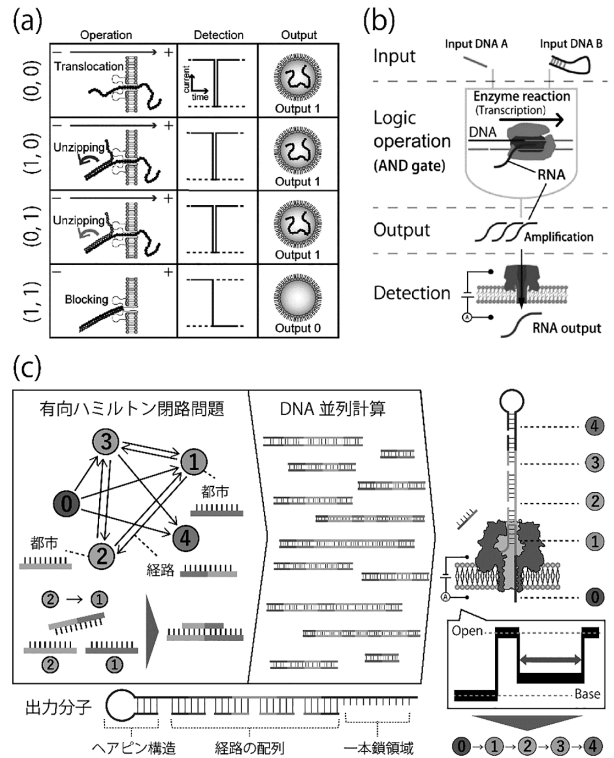 (a)
Operation Detection Output
(0, 0)
− +
Translocation
current
time
Output 1
(1, 0)
− +
Unzipping
Output 1
(0, 1)
− +
Unzipping
Output 1
(1, 1)
− +
Blocking
Output 0
(b)
Input
Input DNA A
Input DNA B
Logic
operation
(AND gate)
Enzyme reaction
(Transcription)
DNA
RNA
Output
Amplification
Detection
A
RNA output
(c)
有向ハミルトン閉路問題
3
1
0
都市
4
都市
2
経路
2 → 1
2
1
DNA 並列計算
4
3
2
1
A
0
Open
Base
0→1→2→3→4
出力分子
ヘアピン構造
経路の配列
一本鎖領域